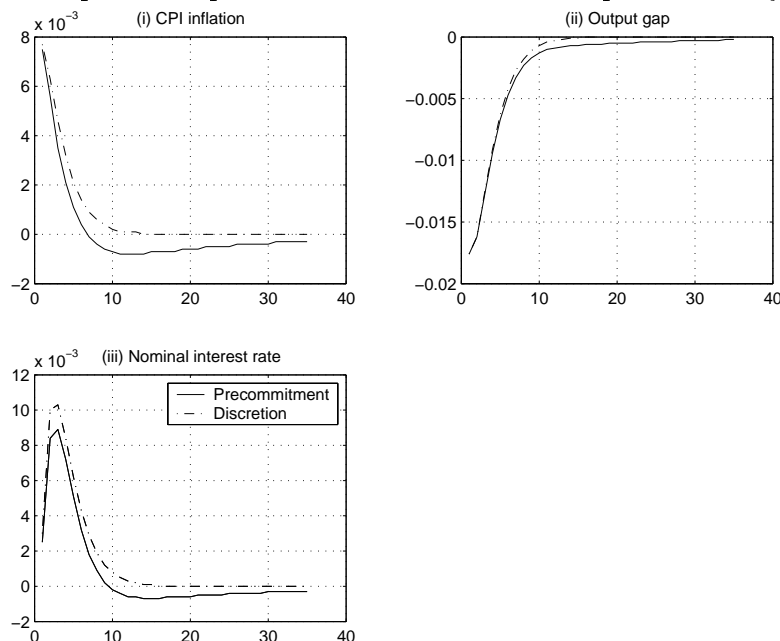 x 10⁻³ (i) CPI inflation
8
6
4
2
0
−2
0 10 20 30 40
(ii) Output gap
0
−0.005
−0.01
−0.015
−0.02
0 10 20 30 40
x 10⁻³ (iii) Nominal interest rate
12
10
8
6
4
2
0
−2
0 10 20 30 40
Precommitment
Discretion